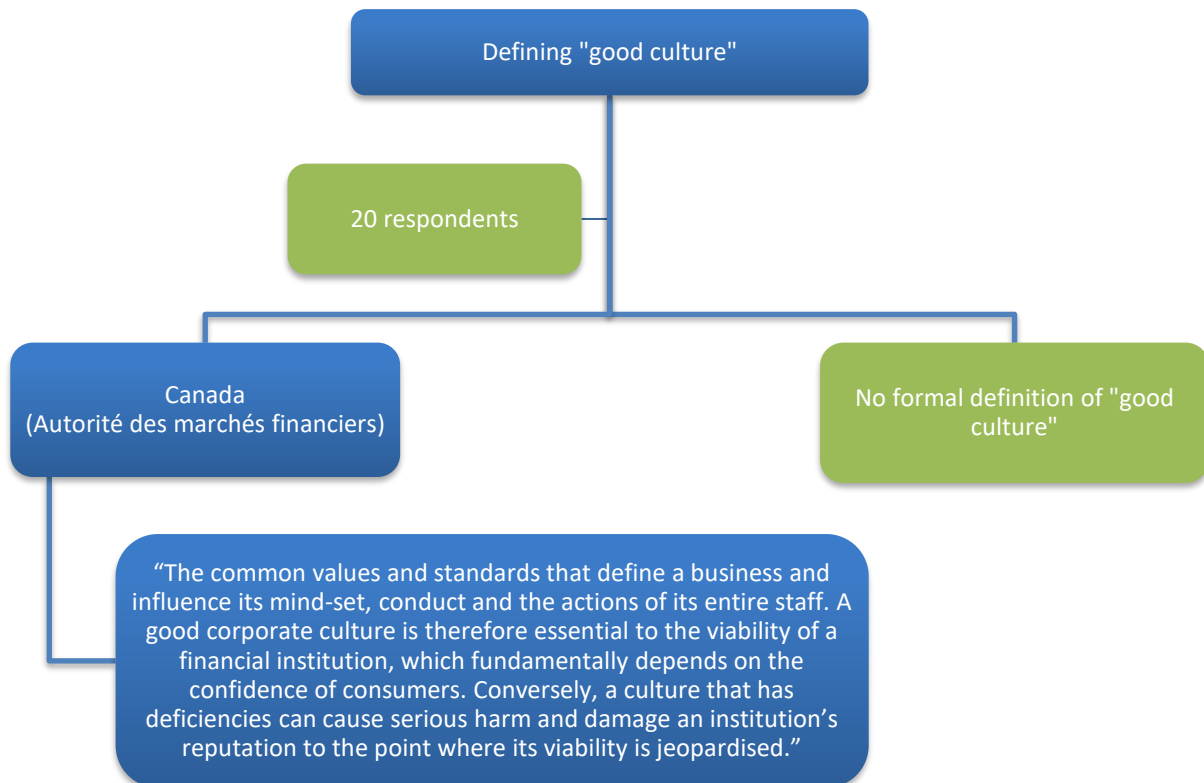 Defining "good culture"
20 respondents
Canada
(Autorité des marchés financiers)
No formal definition of "good
culture"
“The common values and standards that define a business and
influence its mind-set, conduct and the actions of its entire staff. A
good corporate culture is therefore essential to the viability of a
financial institution, which fundamentally depends on the
confidence of consumers. Conversely, a culture that has
deficiencies can cause serious harm and damage an institution’s
reputation to the point where its viability is jeopardised.”